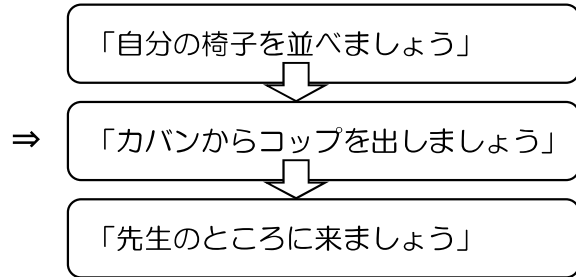 「自分の椅子を並べましょう」
⇒ 「カバンからコップを出しましょう」
「先生のところに来ましょう」